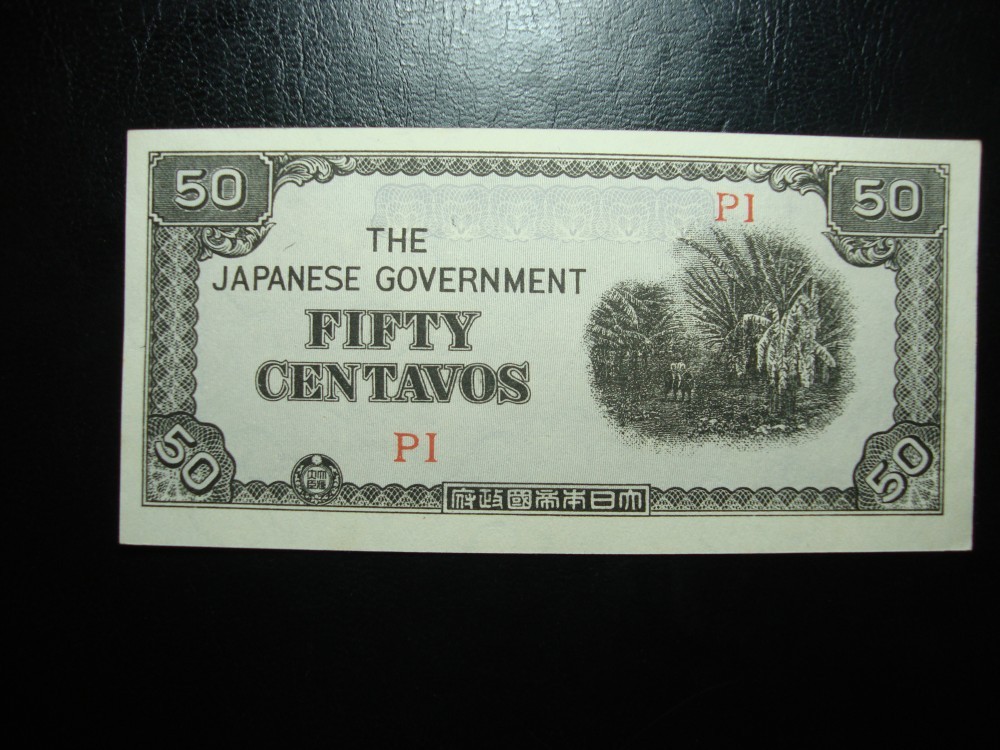 50
50
PI
THE
JAPANESE GOVERNMENT
FIFTY
CENTAVOS
PI
50
50
府政國帝本日大